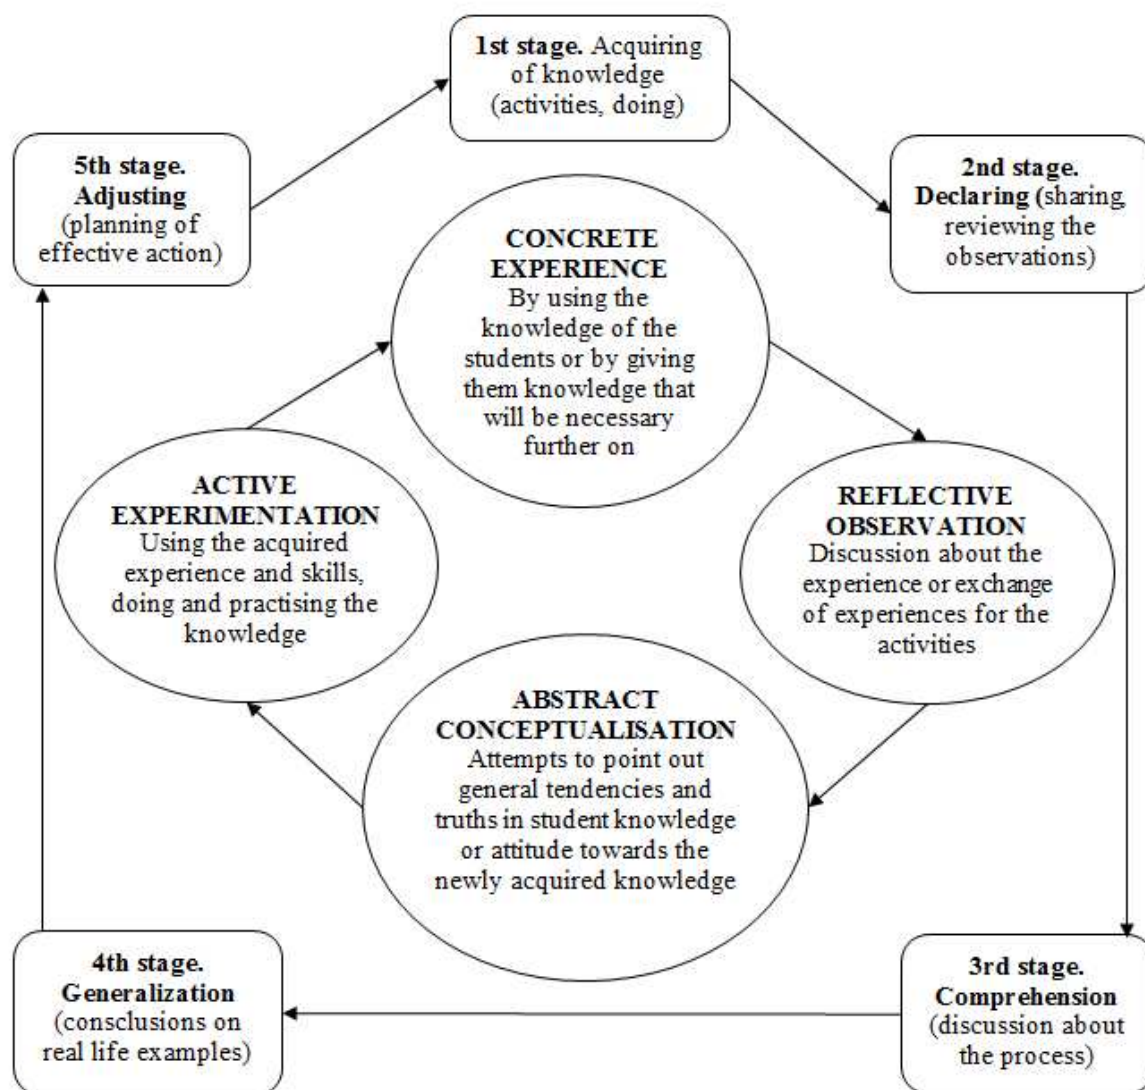 1st stage. Acquiring
of knowledge
(activities, doing)
2nd stage.
Declaring (sharing,
reviewing the
observations)
3rd stage.
Comprehension
(discussion about
the process)
4th stage.
Generalization
(consclusions on
real life examples)
5th stage.
Adjusting
(planning of
effective action)
CONCRETE
EXPERIENCE
By using the
knowledge of the
students or by giving
them knowledge that
will be necessary
further on
REFLECTIVE
OBSERVATION
Discussion about the
experience or exchange
of experiences for the
activities
ABSTRACT
CONCEPTUALISATION
Attempts to point out
general tendencies and
truths in student knowledge
or attitude towards the
newly acquired knowledge
ACTIVE
EXPERIMENTATION
Using the acquired
experience and skills,
doing and practising the
knowledge